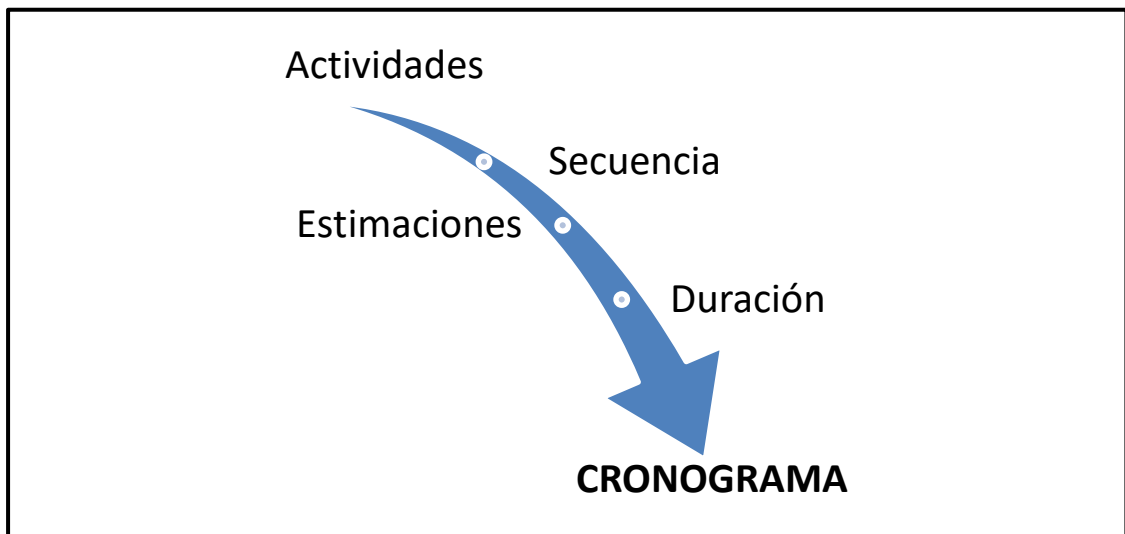 Actividades
Secuencia
Estimaciones
Duración
CRONOGRAMA